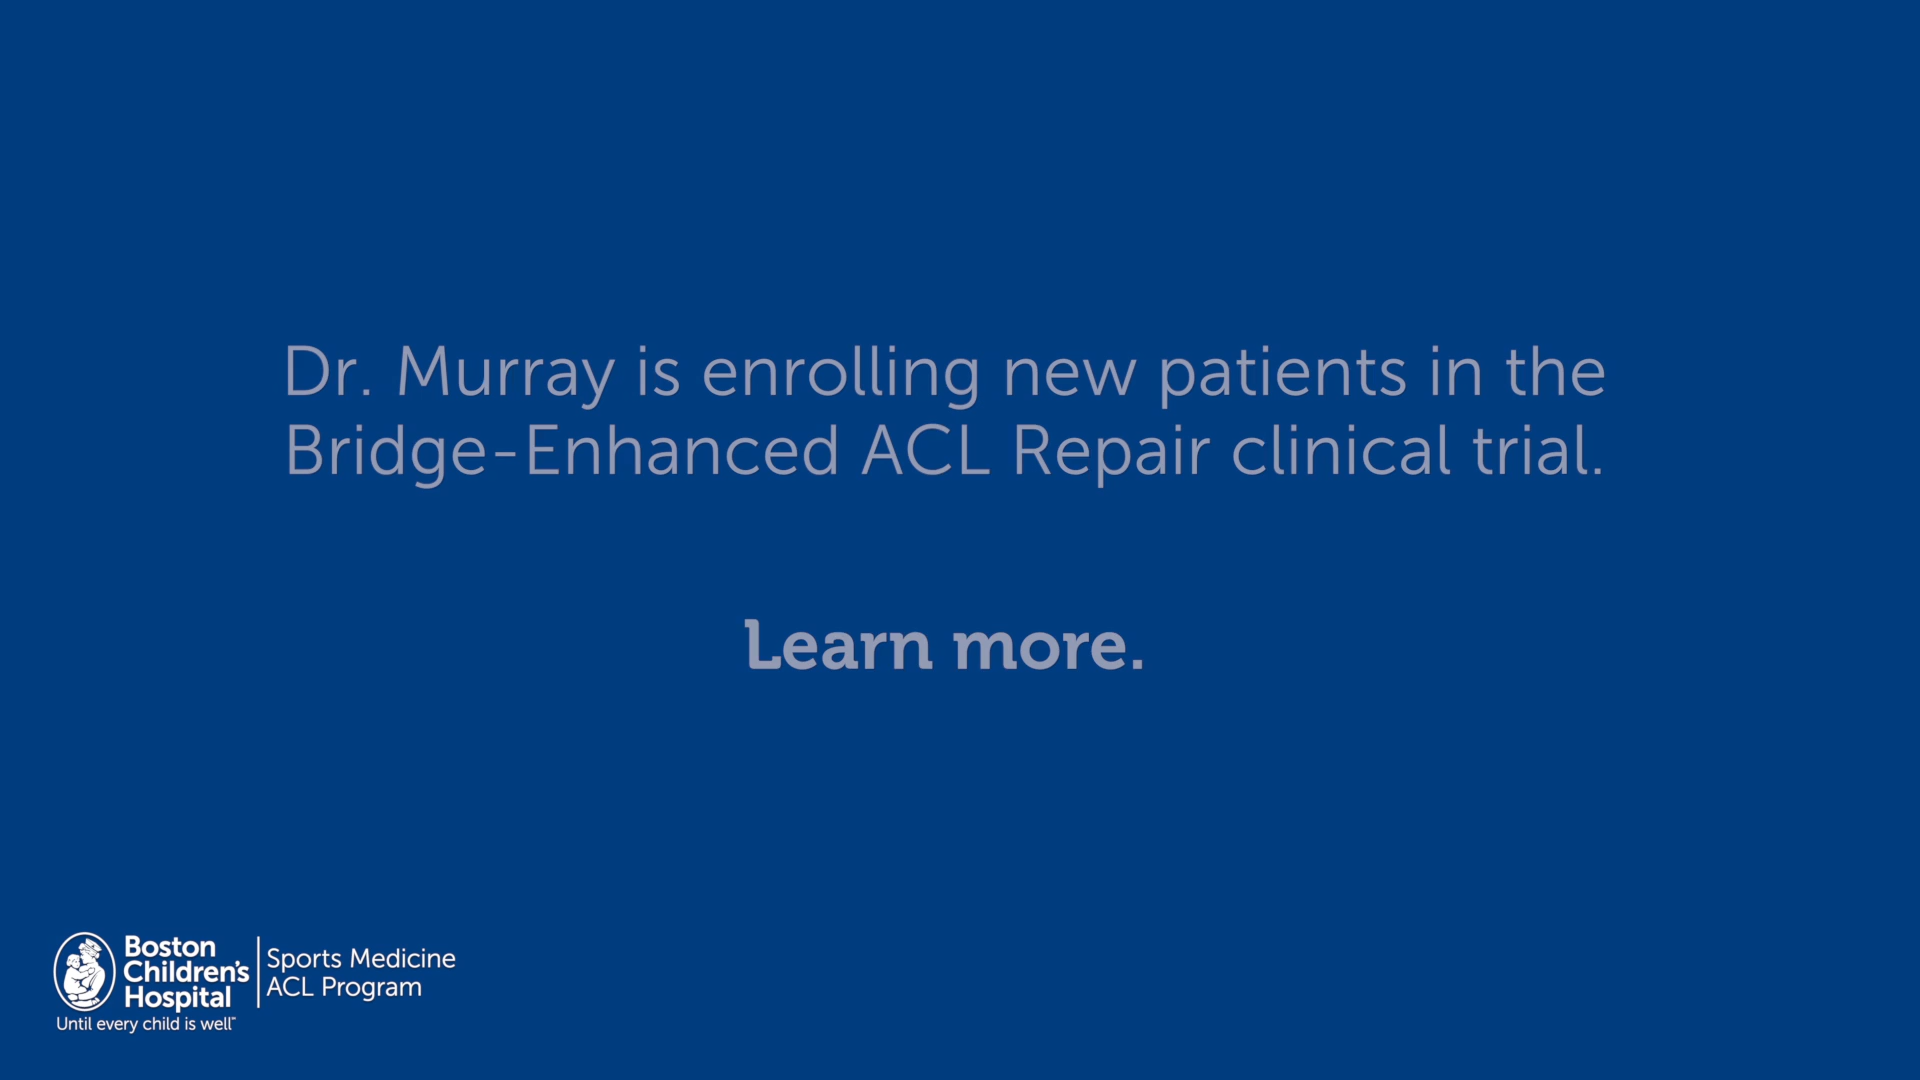 Dr. Murray is enrolling new patients in the
Bridge-Enhanced ACL Repair clinical trial.
Learn more.
Boston
Children's
Hospital
Until every child is well™
Sports Medicine
ACL Program